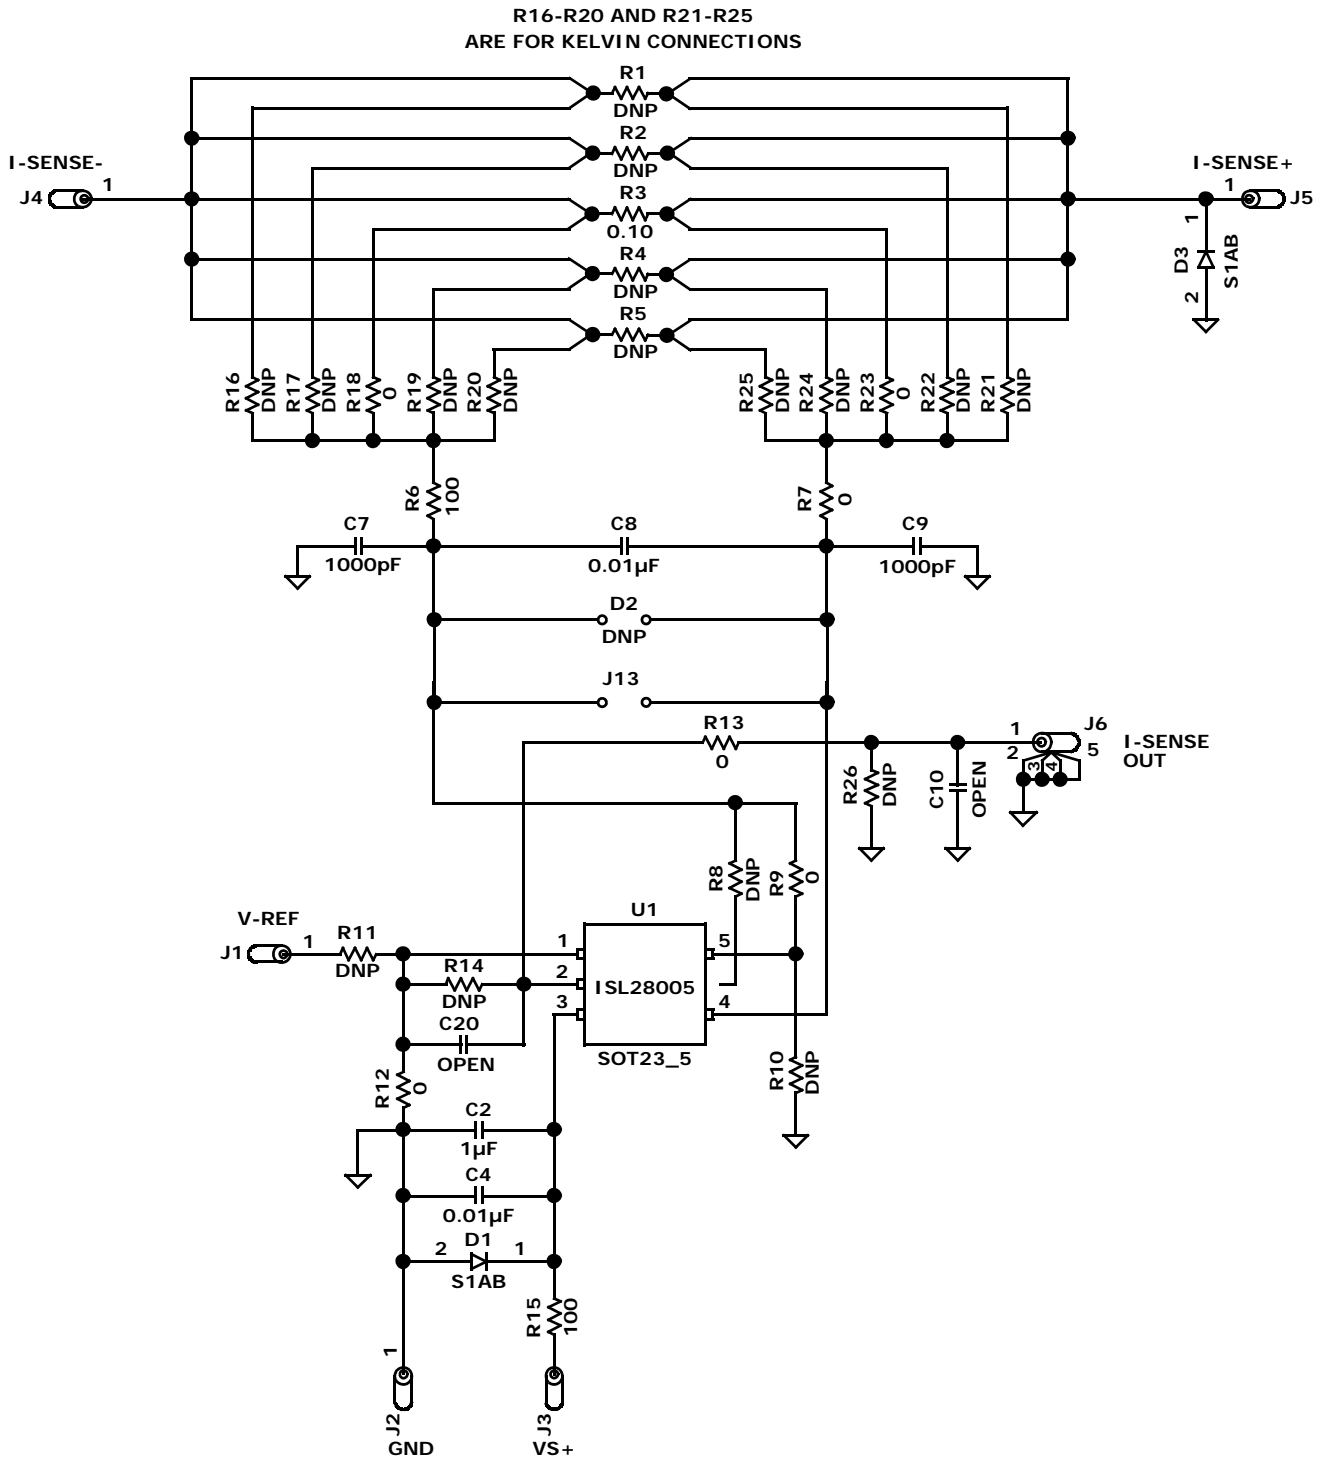 R16-R20 AND R21-R25
ARE FOR KELVIN CONNECTIONS
R1
DNP
R2
DNP
I-SENSE-
J4
1
R3
0.10
I-SENSE+
1
J5
1
D3
S1AB
2
R4
DNP
R5
DNP
R16
DNP
R17
DNP
R18
0
R19
DNP
R20
DNP
R25
DNP
R24
DNP
R23
0
R22
DNP
R21
DNP
R6
100
R7
0
C7
1000pF
C8
0.01µF
C9
1000pF
D2
DNP
J13
R13
0
1
J6
2
3
4
5
I-SENSE
OUT
R26
DNP
C10
OPEN
R8
DNP
R9
0
V-REF
J1
1
R11
DNP
U1
1
5
R14
DNP
2
ISL28005
3
4
C20
OPEN
SOT23_5
R10
DNP
R12
0
C2
1µF
C4
0.01µF
D1
2
1
S1AB
R15
100
1
J2
GND
J3
VS+